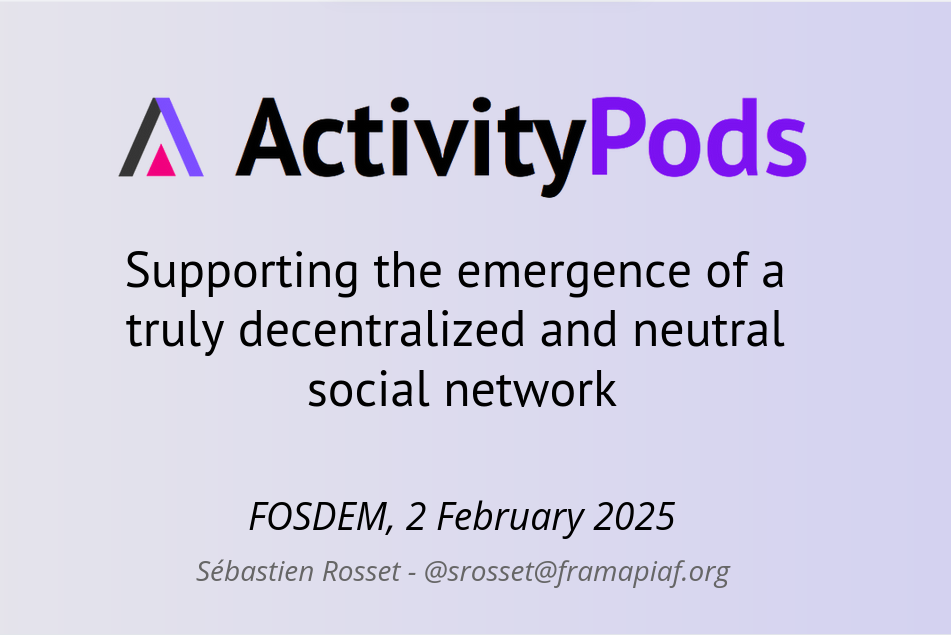 ActivityPods
Supporting the emergence of a
truly decentralized and neutral
social network
FOSDEM, 2 February 2025
Sébastien Rosset - @srosset@framapiaf.org